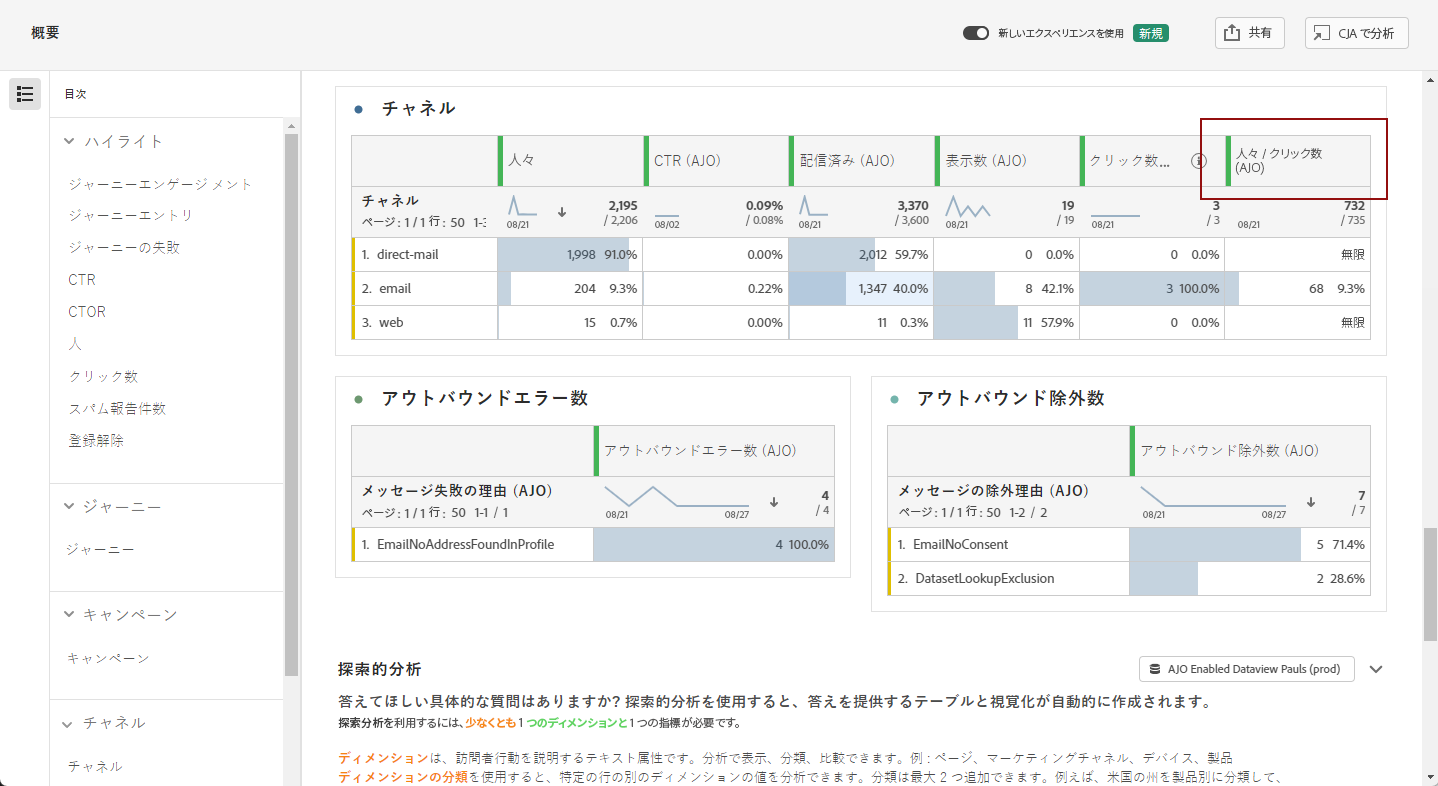 概要
新しいエクスペリエンスを使用 新規
共有
CJA で分析
目次
ハイライト
ジャーニーエンゲージメント
ジャーニーエントリ
ジャーニーの失敗
CTR
CTOR
人
クリック数
スパム報告件数
登録解除
ジャーニー
ジャーニー
キャンペーン
キャンペーン
チャネル
チャネル
チャネル
人々 CTR (AJO) 配信済み (AJO) 表示数 (AJO) クリック数... 人々 / クリック数
(AJO)
チャネル
ページ : 1 / 1 行 : 50 1-3
08/21 2,195 / 2,206
08/02 0.09% / 0.08%
08/21 3,370 / 3,600
08/21 19 / 19
08/21 3 / 3
08/21 732 / 735
1. direct-mail 1,998 91.0% 0.00% 2,012 59.7% 0 0.0% 0 0.0% 無限
2. email 204 9.3% 0.22% 1,347 40.0% 8 42.1% 3 100.0% 68 9.3%
3. web 15 0.7% 0.00% 11 0.3% 11 57.9% 0 0.0% 無限
アウトバウンドエラー数
アウトバウンドエラー数 (AJO)
メッセージ失敗の理由 (AJO)
ページ : 1 / 1 行 : 50 1-1 / 1
08/21 08/27 4 / 4
1. EmailNoAddressFoundInProfile 4 100.0%
アウトバウンド除外数
アウトバウンド除外数 (AJO)
メッセージの除外理由 (AJO)
ページ : 1 / 1 行 : 50 1-2 / 2
08/21 08/27 7 / 7
1. EmailNoConsent 5 71.4%
2. DatasetLookupExclusion 2 28.6%
探索的分析
AJO Enabled Dataview Pauls (prod)
答えてほしい具体的な質問はありますか? 探索的分析を使用すると、答えを提供するテーブルと視覚化が自動的に作成されます。
探索分析を利用するには、少なくとも 1 つのディメンションと 1 つの指標が必要です。
ディメンションは、訪問者行動を説明するテキスト属性です。分析で表示、分類、比較できます。例 : ページ、マーケティングチャネル、デバイス、製品
ディメンションの分類を使用すると、特定の行の別のディメンションの値を分析できます。分類は最大 2 つ追加できます。例えば、米国の州を製品別に分類して、